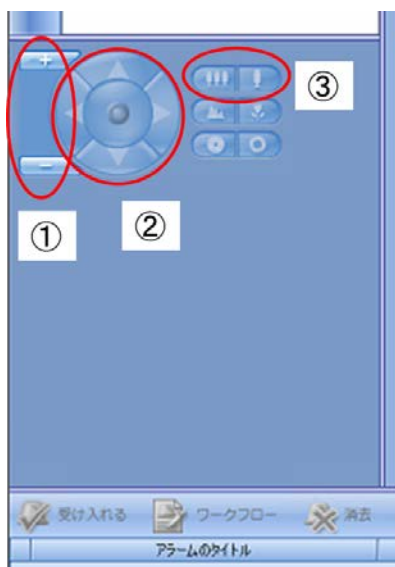 +
③
−
① ②
受け入れる ワークフロー 消去
アラームのタイトル